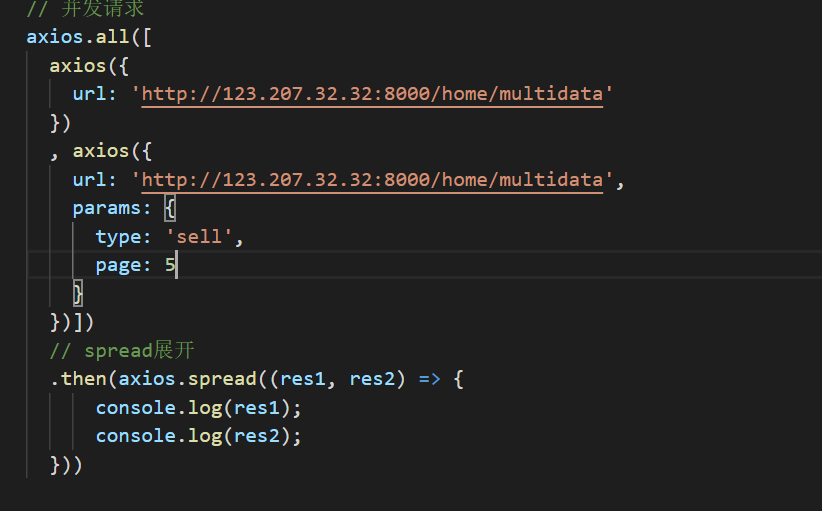 // 并发请求
axios.all([
  axios({
    url: 'http://123.207.32.32:8000/home/multidata'
  })
  , axios({
    url: 'http://123.207.32.32:8000/home/multidata',
    params: {
      type: 'sell',
      page: 5
    }
  })])
  // spread展开
  .then(axios.spread((res1, res2) => {
      console.log(res1);
      console.log(res2);
  }))